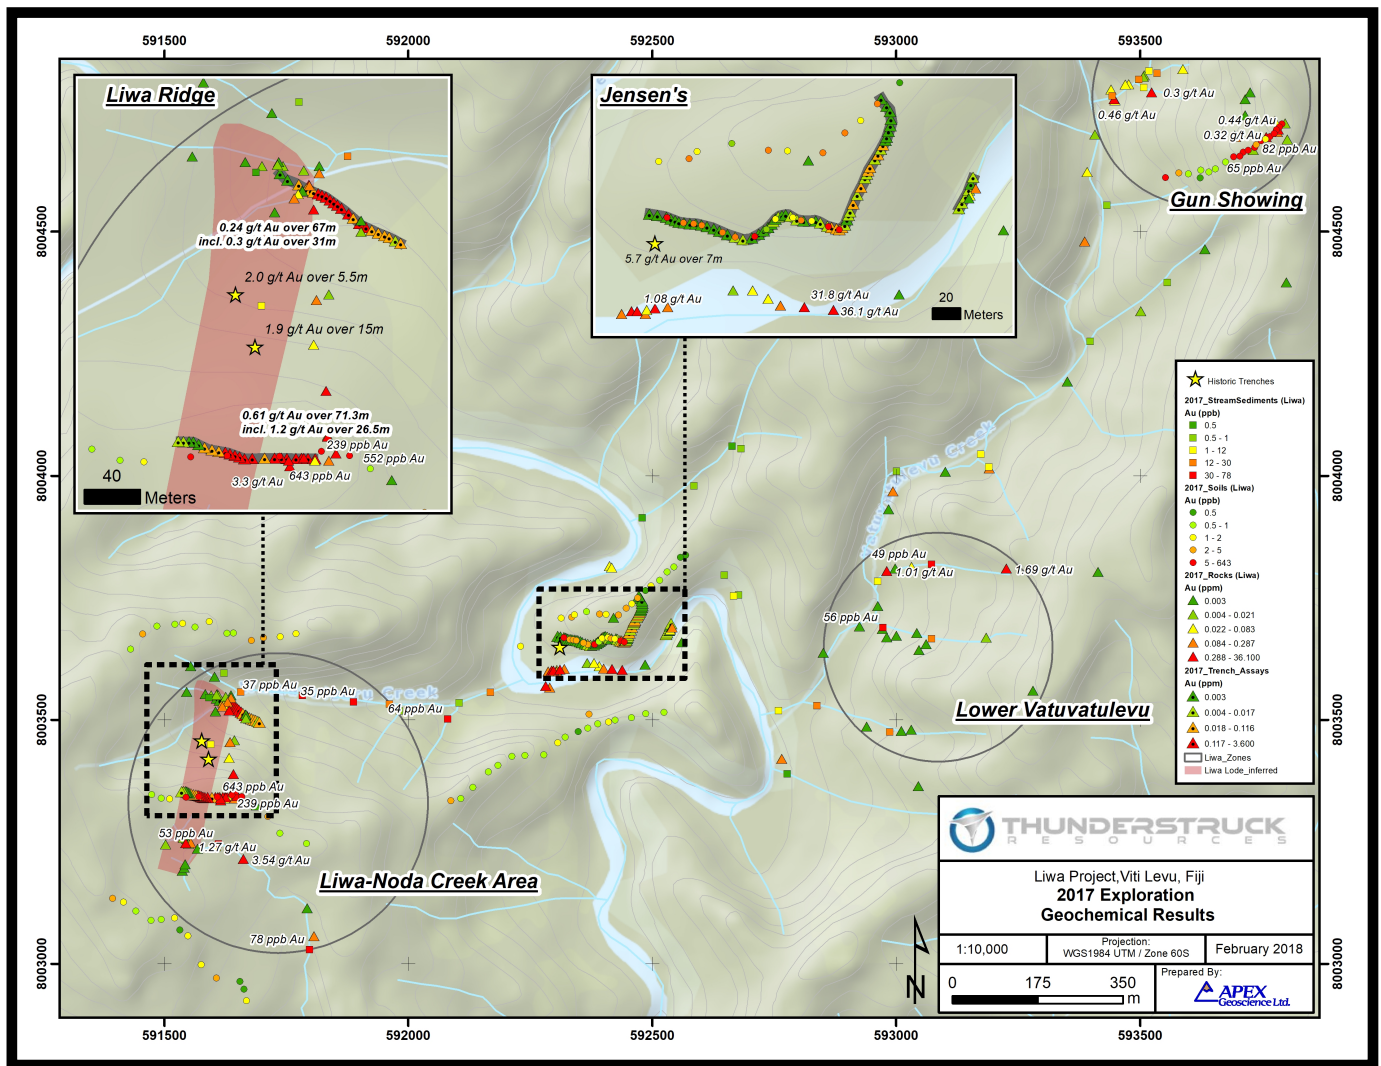 591500 592000 592500 593000 593500
Liwa Ridge
0.24 g/t Au over 67m
incl. 0.3 g/t Au over 31m
2.0 g/t Au over 5.5m
1.9 g/t Au over 15m
0.61 g/t Au over 71.3m
incl. 1.2 g/t Au over 26.5m
239 ppb Au
552 ppb Au
643 ppb Au
3.3 g/t Au
40
Meters
Jensen's
5.7 g/t Au over 7m
1.08 g/t Au
31.8 g/t Au
36.1 g/t Au
20
Meters
0.3 g/t Au
0.46 g/t Au
0.44 g/t Au
0.32 g/t Au
82 ppb Au
65 ppb Au
Gun Showing
8004500
8004500
8004000
8004000
8003500
8003500
8003000
8003000
Creek
49 ppb Au
1.01 g/t Au
1.69 g/t Au
56 ppb Au
Lower Vatuvatulevu
37 ppb Au
35 ppb Au
Creek
64 ppb Au
643 ppb Au
239 ppb Au
53 ppb Au
1.27 g/t Au
3.54 g/t Au
Liwa-Noda Creek Area
78 ppb Au
Historic Trenches
2017_StreamSediments (Liwa)
Au (ppb)
0.5
0.5 - 1
1 - 12
12 - 30
30 - 78
2017_Soils (Liwa)
Au (ppb)
0.5
0.5 - 1
1 - 2
2 - 5
5 - 643
2017_Rocks (Liwa)
Au (ppm)
0.003
0.004 - 0.021
0.022 - 0.083
0.084 - 0.287
0.288 - 36.100
2017_Trench_Assays
Au (ppm)
0.003
0.004 - 0.017
0.018 - 0.116
0.117 - 3.600
Liwa_Zones
Liwa Lode_inferred
THUNDERSTRUCK
RESOURCES
Liwa Project,Viti Levu, Fiji
2017 Exploration
Geochemical Results
1:10,000
Projection:
WGS1984 UTM / Zone 60S
February 2018
0 175 350
m
Prepared By:
APEX
Geoscience Ltd.
N
591500 592000 592500 593000 593500